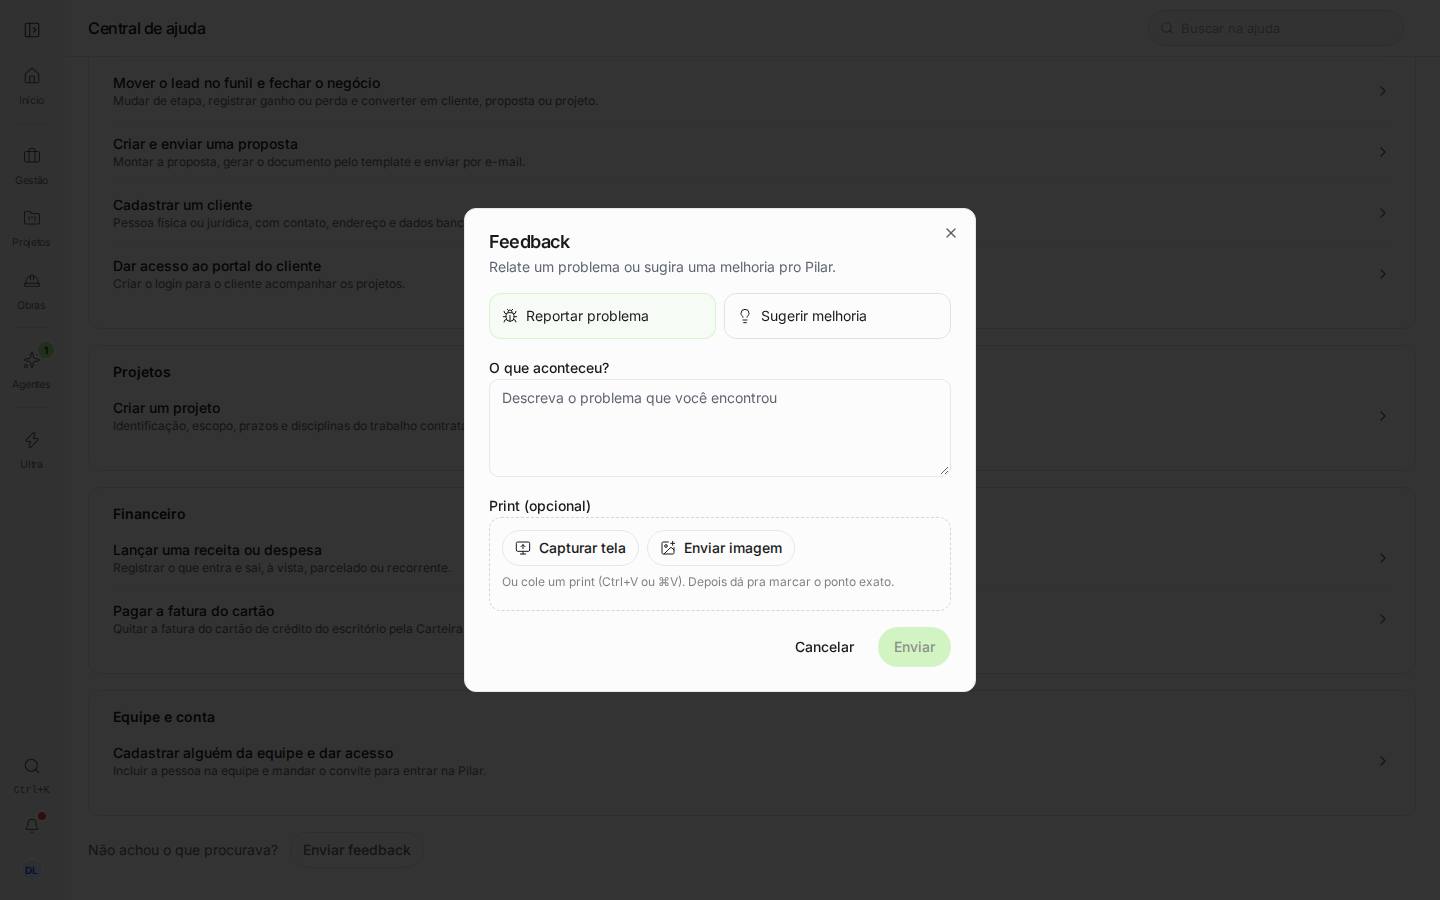 Central de ajuda
Buscar na ajuda
Início
Gestão
Projetos
Obras
1
Agentes
Ultra
Ctrl+K
DL
Mover o lead no funil e fechar o negócio
Mudar de etapa, registrar ganho ou perda e converter em cliente, proposta ou projeto.
Criar e enviar uma proposta
Montar a proposta, gerar o documento pelo template e enviar por e-mail.
Cadastrar um cliente
Pessoa física ou jurídica, com contato, endereço e dados banc
Dar acesso ao portal do cliente
Criar o login para o cliente acompanhar os projetos.
Projetos
Criar um projeto
Identificação, escopo, prazos e disciplinas do trabalho contrata
Financeiro
Lançar uma receita ou despesa
Registrar o que entra e sai, à vista, parcelado ou recorrente.
Pagar a fatura do cartão
Quitar a fatura do cartão de crédito do escritório pela Carteira
Equipe e conta
Cadastrar alguém da equipe e dar acesso
Incluir a pessoa na equipe e mandar o convite para entrar na Pilar.
Não achou o que procurava?
Enviar feedback
Feedback
Relate um problema ou sugira uma melhoria pro Pilar.
Reportar problema
Sugerir melhoria
O que aconteceu?
Descreva o problema que você encontrou
Print (opcional)
Capturar tela
Enviar imagem
Ou cole um print (Ctrl+V ou ⌘V). Depois dá pra marcar o ponto exato.
Cancelar
Enviar